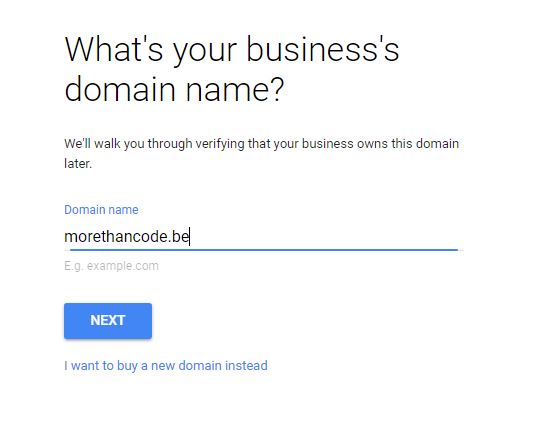 What's your business's
domain name?
We'll walk you through verifying that your business owns this domain
later.
Domain name
morethancode.be
E.g. example.com
NEXT
I want to buy a new domain instead